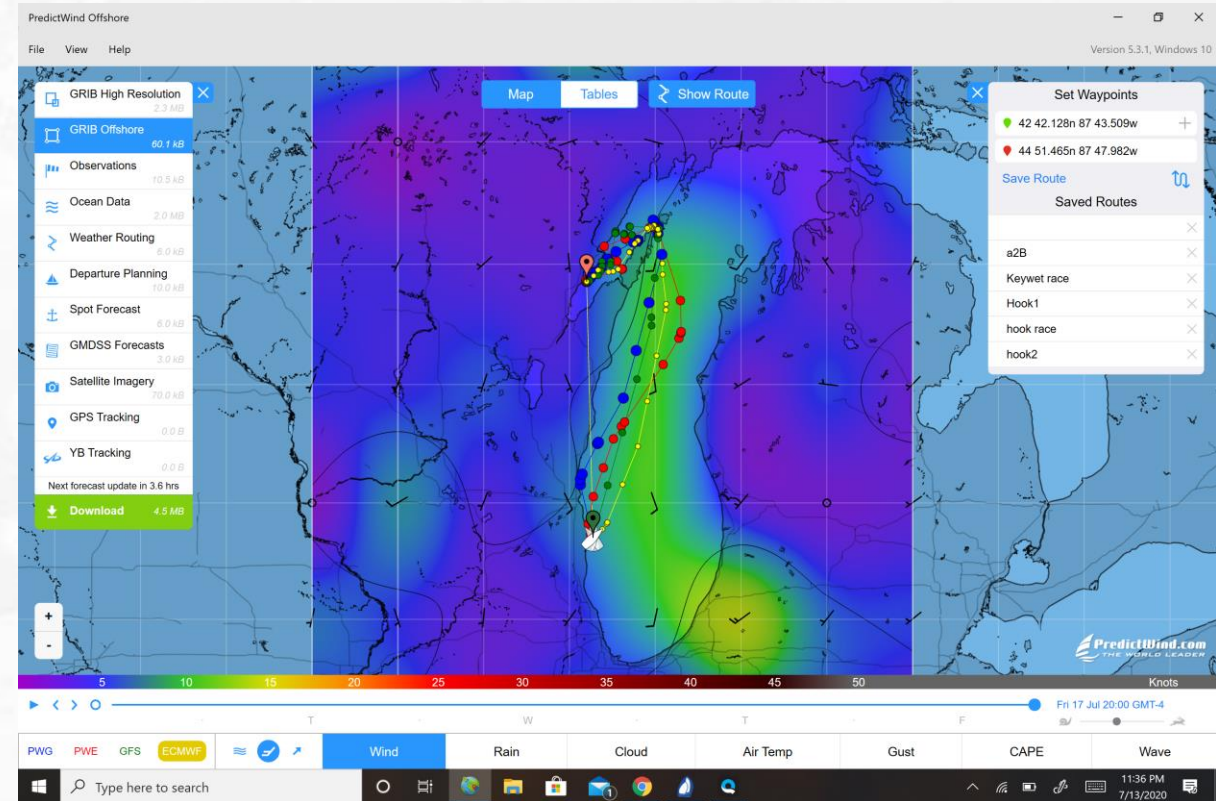 PredictWind Offshore
File View Help
Version 5.3.1, Windows 10
GRIB High Resolution
2.3 MB
GRIB Offshore
60.1 kB
Observations
10.5 kB
Ocean Data
2.0 MB
Weather Routing
6.0 kB
Departure Planning
10.0 kB
Spot Forecast
6.0 kB
GMDSS Forecasts
3.0 kB
Satellite Imagery
70.0 kB
GPS Tracking
0.0 B
YB Tracking
0.0 B
Next forecast update in 3.6 hrs
Download 4.5 MB
+
-
Map Tables Show Route
Set Waypoints
42 42.128n 87 43.509w
44 51.465n 87 47.982w
Save Route
Saved Routes
a2B
Keywet race
Hook1
hook race
hook2
PredictWind.com
THE WORLD LEADER
5 10 15 20 25 30 35 40 45 50 Knots
Fri 17 Jul 20:00 GMT-4
T W T F
PWG PWE GFS ECMWF Wind Rain Cloud Air Temp Gust CAPE Wave
Type here to search
1
11:36 PM
7/13/2020